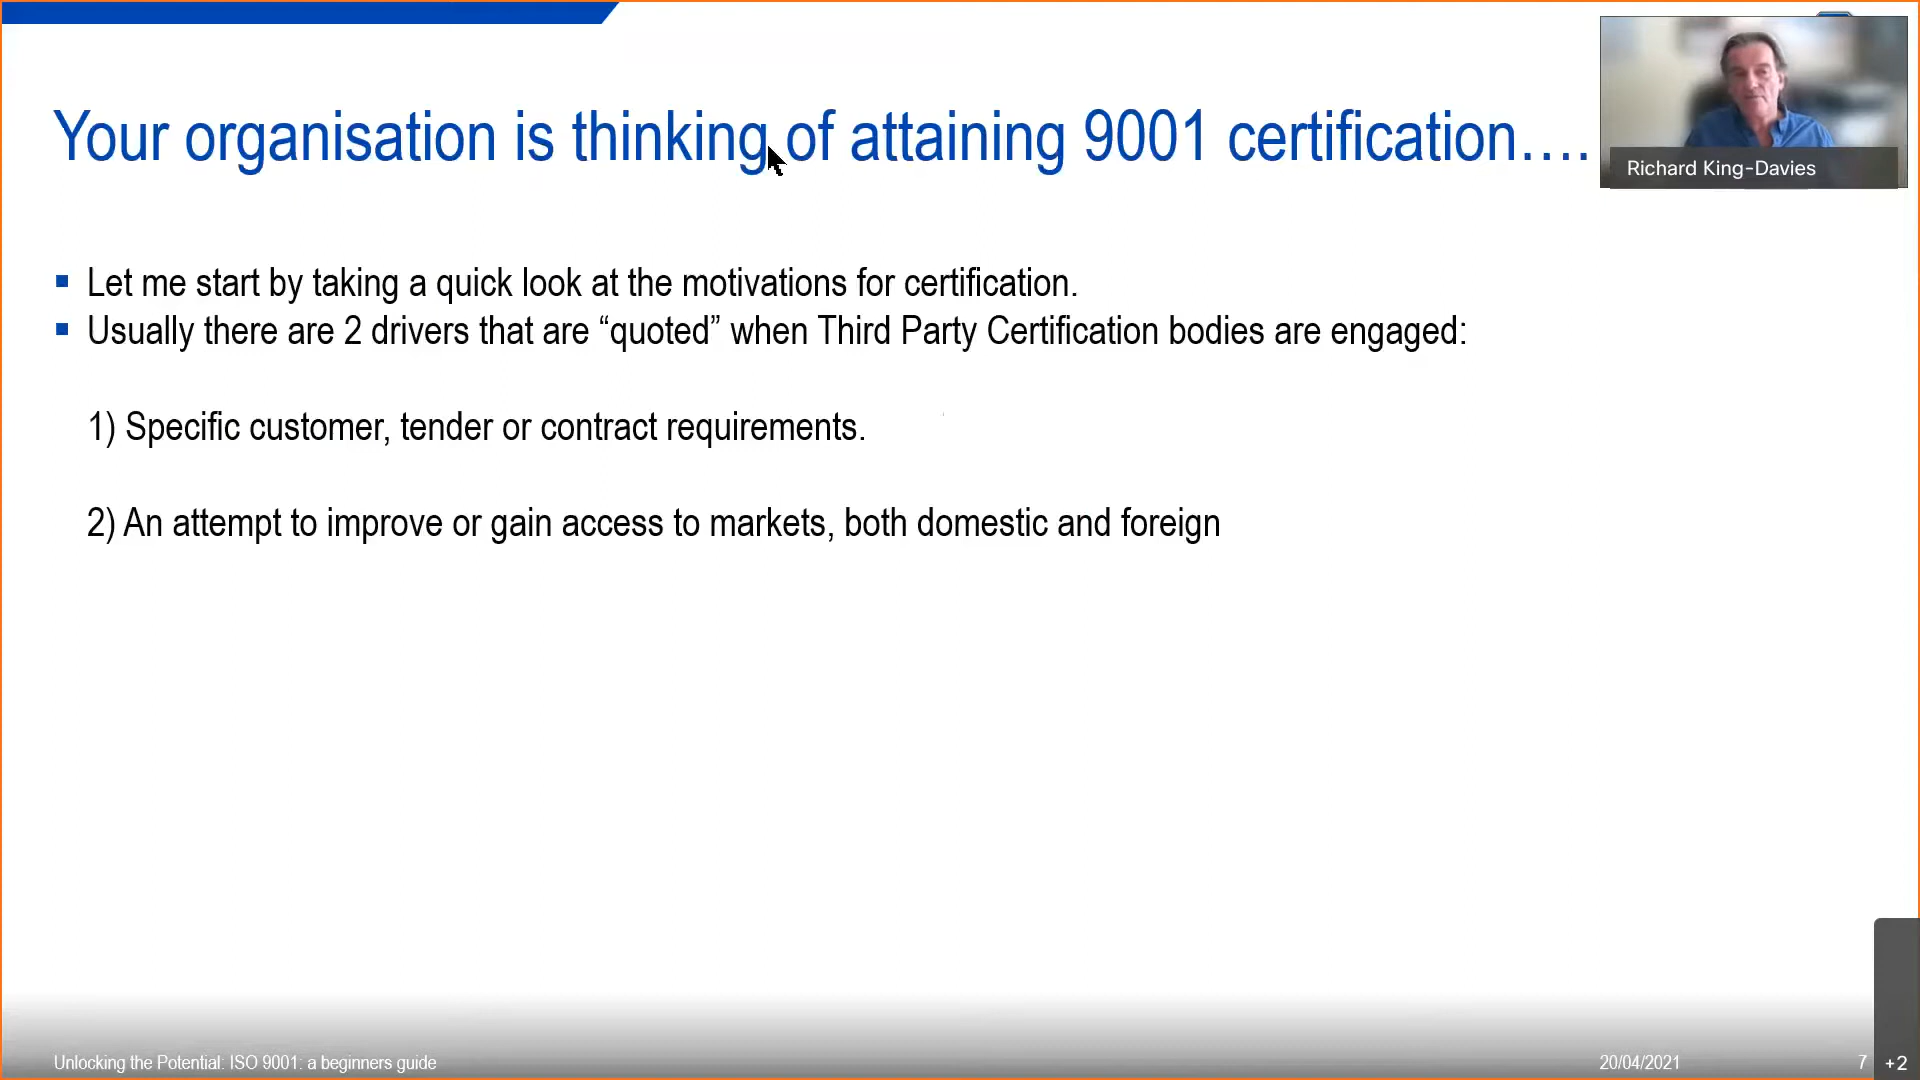 Your organisation is thinking of attaining 9001 certification....
Richard King-Davies
▪ Let me start by taking a quick look at the motivations for certification.
▪ Usually there are 2 drivers that are “quoted” when Third Party Certification bodies are engaged:
1) Specific customer, tender or contract requirements.
2) An attempt to improve or gain access to markets, both domestic and foreign
Unlocking the Potential: ISO 9001: a beginners guide
20/04/2021
7
+2